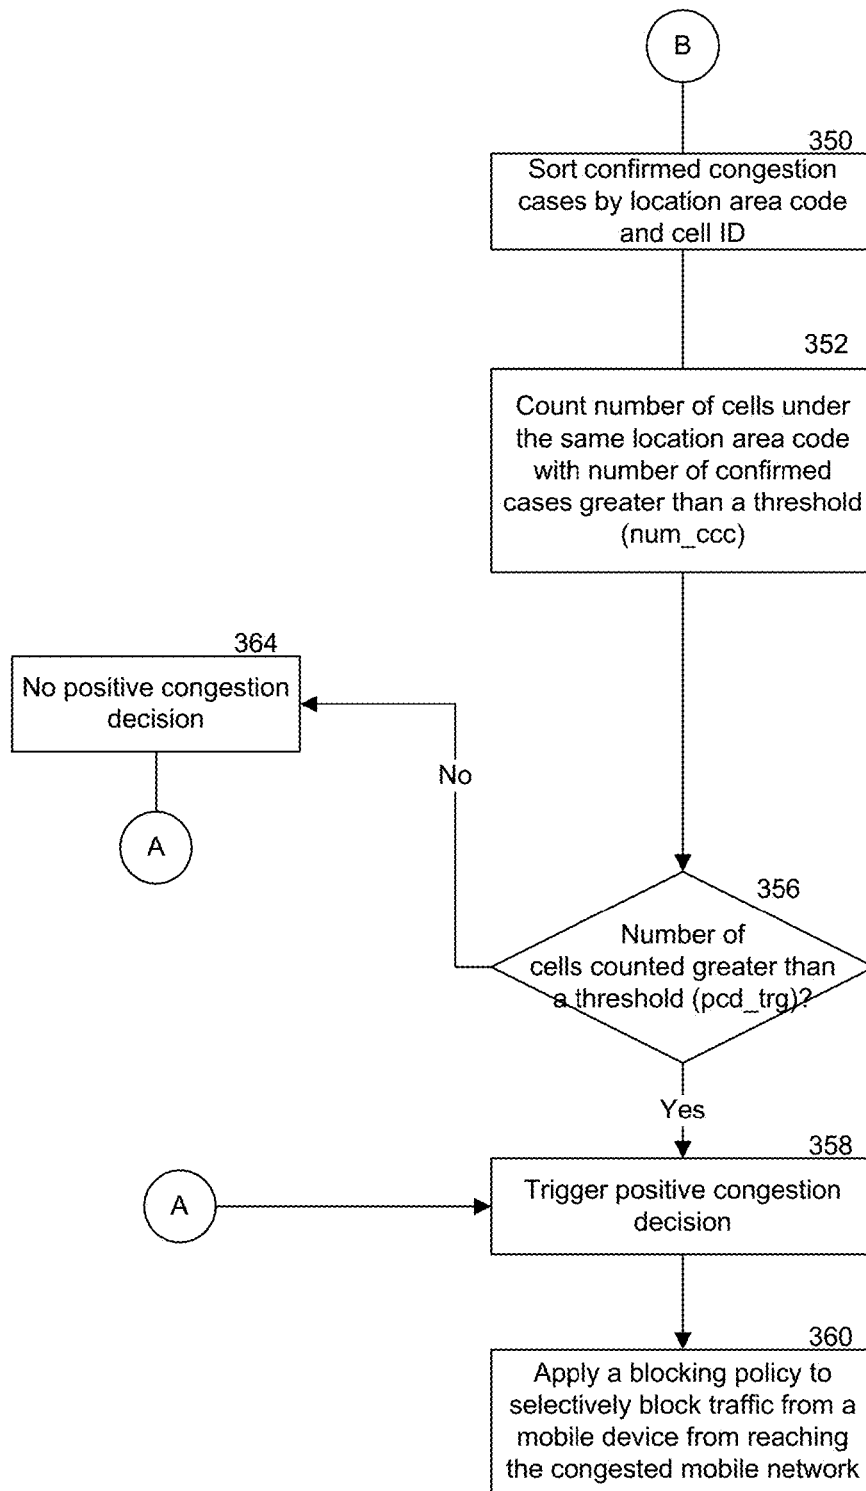 B
350
Sort confirmed congestion
cases by location area code
and cell ID
352
Count number of cells under
the same location area code
with number of confirmed
cases greater than a threshold
(num_ccc)
364
No positive congestion
decision
No
A
356
Number of
cells counted greater than
a threshold (pcd_trg)?
Yes
358
A
Trigger positive congestion
decision
360
Apply a blocking policy to
selectively block traffic from a
mobile device from reaching
the congested mobile network